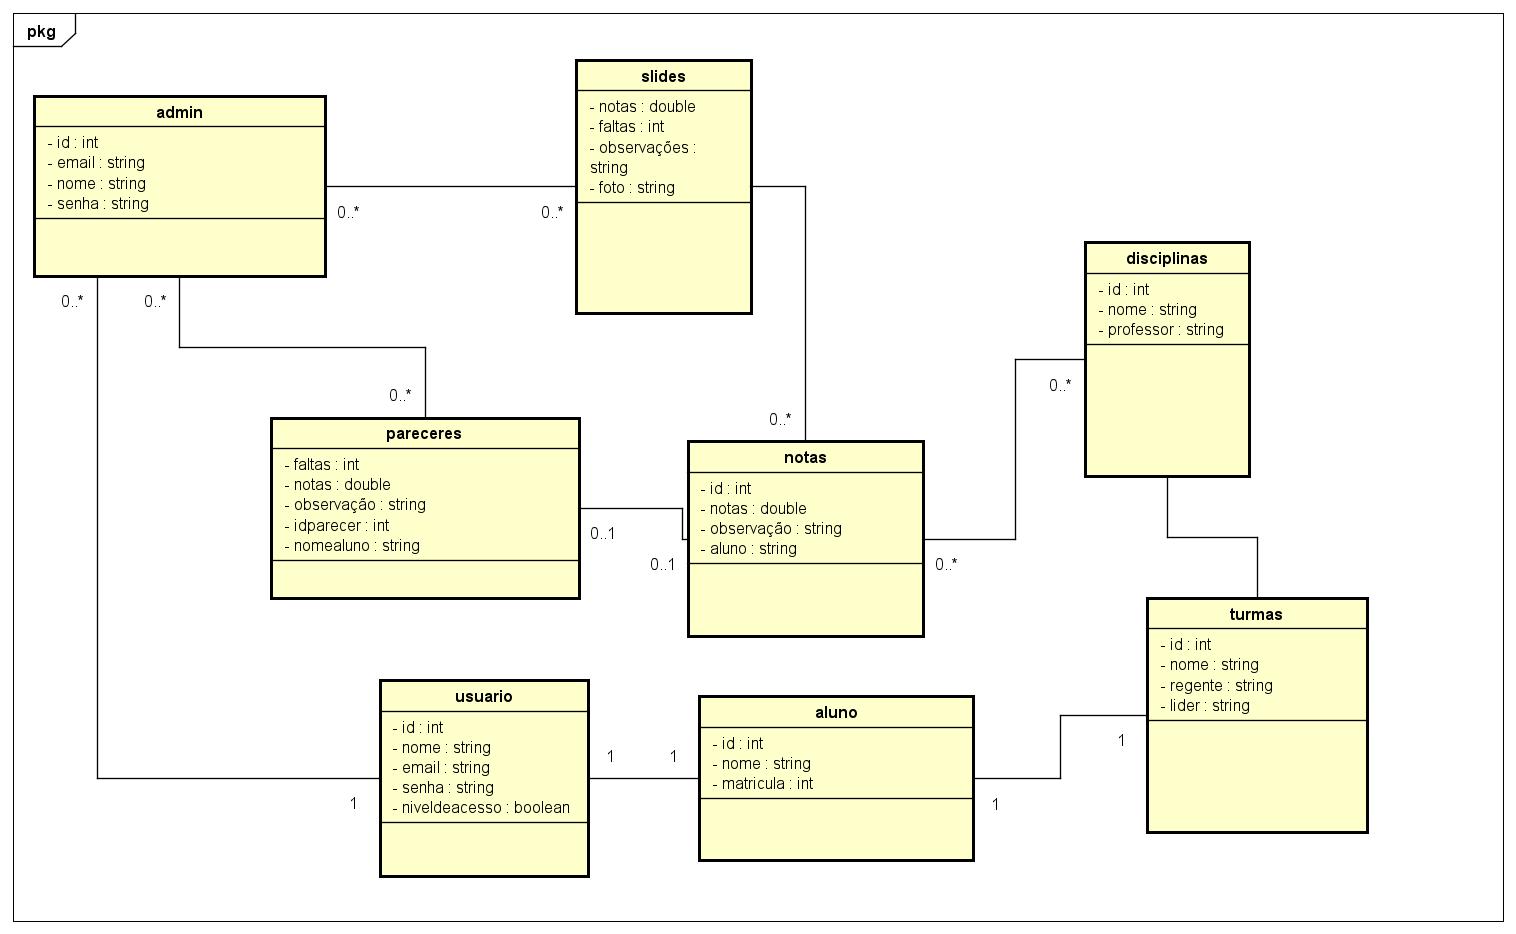 pkg
admin
- id : int
- email : string
- nome : string
- senha : string
0..*
0..*
0..*
0..*
slides
- notas : double
- faltas : int
- observações :
string
- foto : string
disciplinas
- id : int
- nome : string
- professor : string
0..*
0..*
pareceres
- faltas : int
- notas : double
- observação : string
- idparecer : int
- nomealuno : string
0..*
0..1
0..1
notas
- id : int
- notas : double
- observação : string
- aluno : string
0..*
turmas
- id : int
- nome : string
- regente : string
- lider : string
1
usuario
- id : int
- nome : string
- email : string
- senha : string
- niveldeacesso : boolean
1
1
1
aluno
- id : int
- nome : string
- matricula : int
1